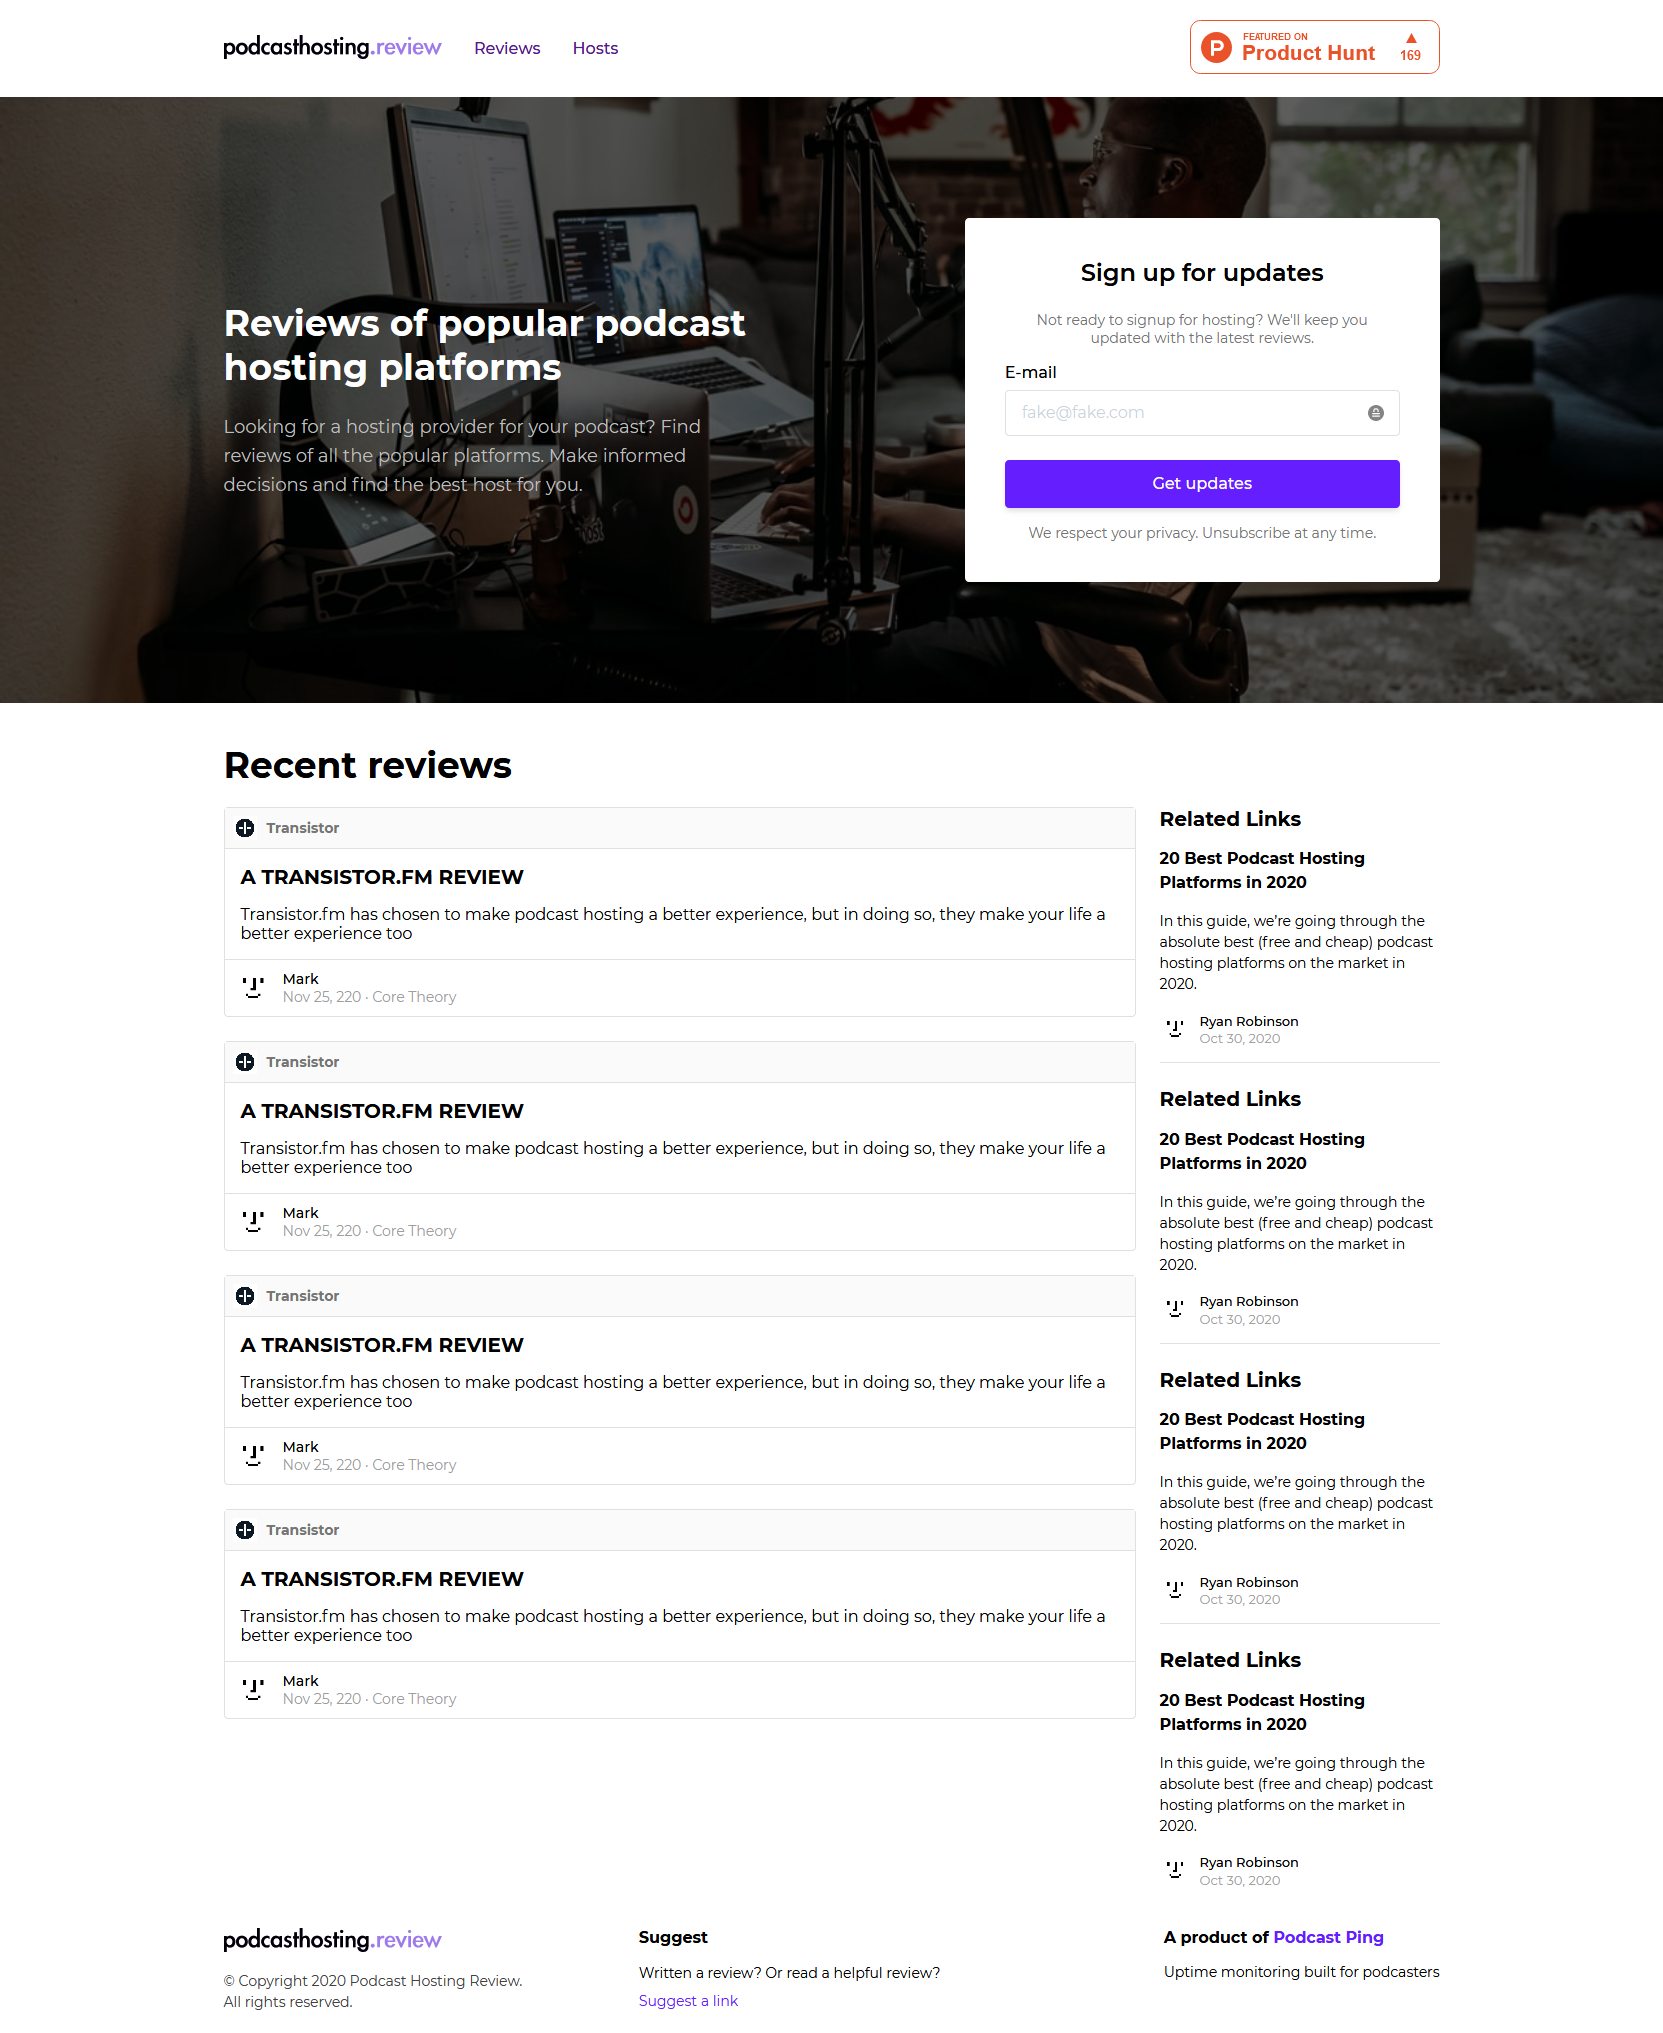 podcasthosting.review
Reviews
Hosts
FEATURED ON
Product Hunt
169
Reviews of popular podcast
hosting platforms
Looking for a hosting provider for your podcast? Find
reviews of all the popular platforms. Make informed
decisions and find the best host for you.
Sign up for updates
Not ready to signup for hosting? We'll keep you
updated with the latest reviews.
E-mail
fake@fake.com
Get updates
We respect your privacy. Unsubscribe at any time.
Recent reviews
Transistor
A TRANSISTOR.FM REVIEW
Transistor.fm has chosen to make podcast hosting a better experience, but in doing so, they make your life a
better experience too
Mark
Nov 25, 220 · Core Theory
Transistor
A TRANSISTOR.FM REVIEW
Transistor.fm has chosen to make podcast hosting a better experience, but in doing so, they make your life a
better experience too
Mark
Nov 25, 220 · Core Theory
Transistor
A TRANSISTOR.FM REVIEW
Transistor.fm has chosen to make podcast hosting a better experience, but in doing so, they make your life a
better experience too
Mark
Nov 25, 220 · Core Theory
Transistor
A TRANSISTOR.FM REVIEW
Transistor.fm has chosen to make podcast hosting a better experience, but in doing so, they make your life a
better experience too
Mark
Nov 25, 220 · Core Theory
Related Links
20 Best Podcast Hosting
Platforms in 2020
In this guide, we’re going through the
absolute best (free and cheap) podcast
hosting platforms on the market in
2020.
Ryan Robinson
Oct 30, 2020
Related Links
20 Best Podcast Hosting
Platforms in 2020
In this guide, we’re going through the
absolute best (free and cheap) podcast
hosting platforms on the market in
2020.
Ryan Robinson
Oct 30, 2020
Related Links
20 Best Podcast Hosting
Platforms in 2020
In this guide, we’re going through the
absolute best (free and cheap) podcast
hosting platforms on the market in
2020.
Ryan Robinson
Oct 30, 2020
Related Links
20 Best Podcast Hosting
Platforms in 2020
In this guide, we’re going through the
absolute best (free and cheap) podcast
hosting platforms on the market in
2020.
Ryan Robinson
Oct 30, 2020
podcasthosting.review
© Copyright 2020 Podcast Hosting Review.
All rights reserved.
Suggest
Written a review? Or read a helpful review?
Suggest a link
A product of Podcast Ping
Uptime monitoring built for podcasters